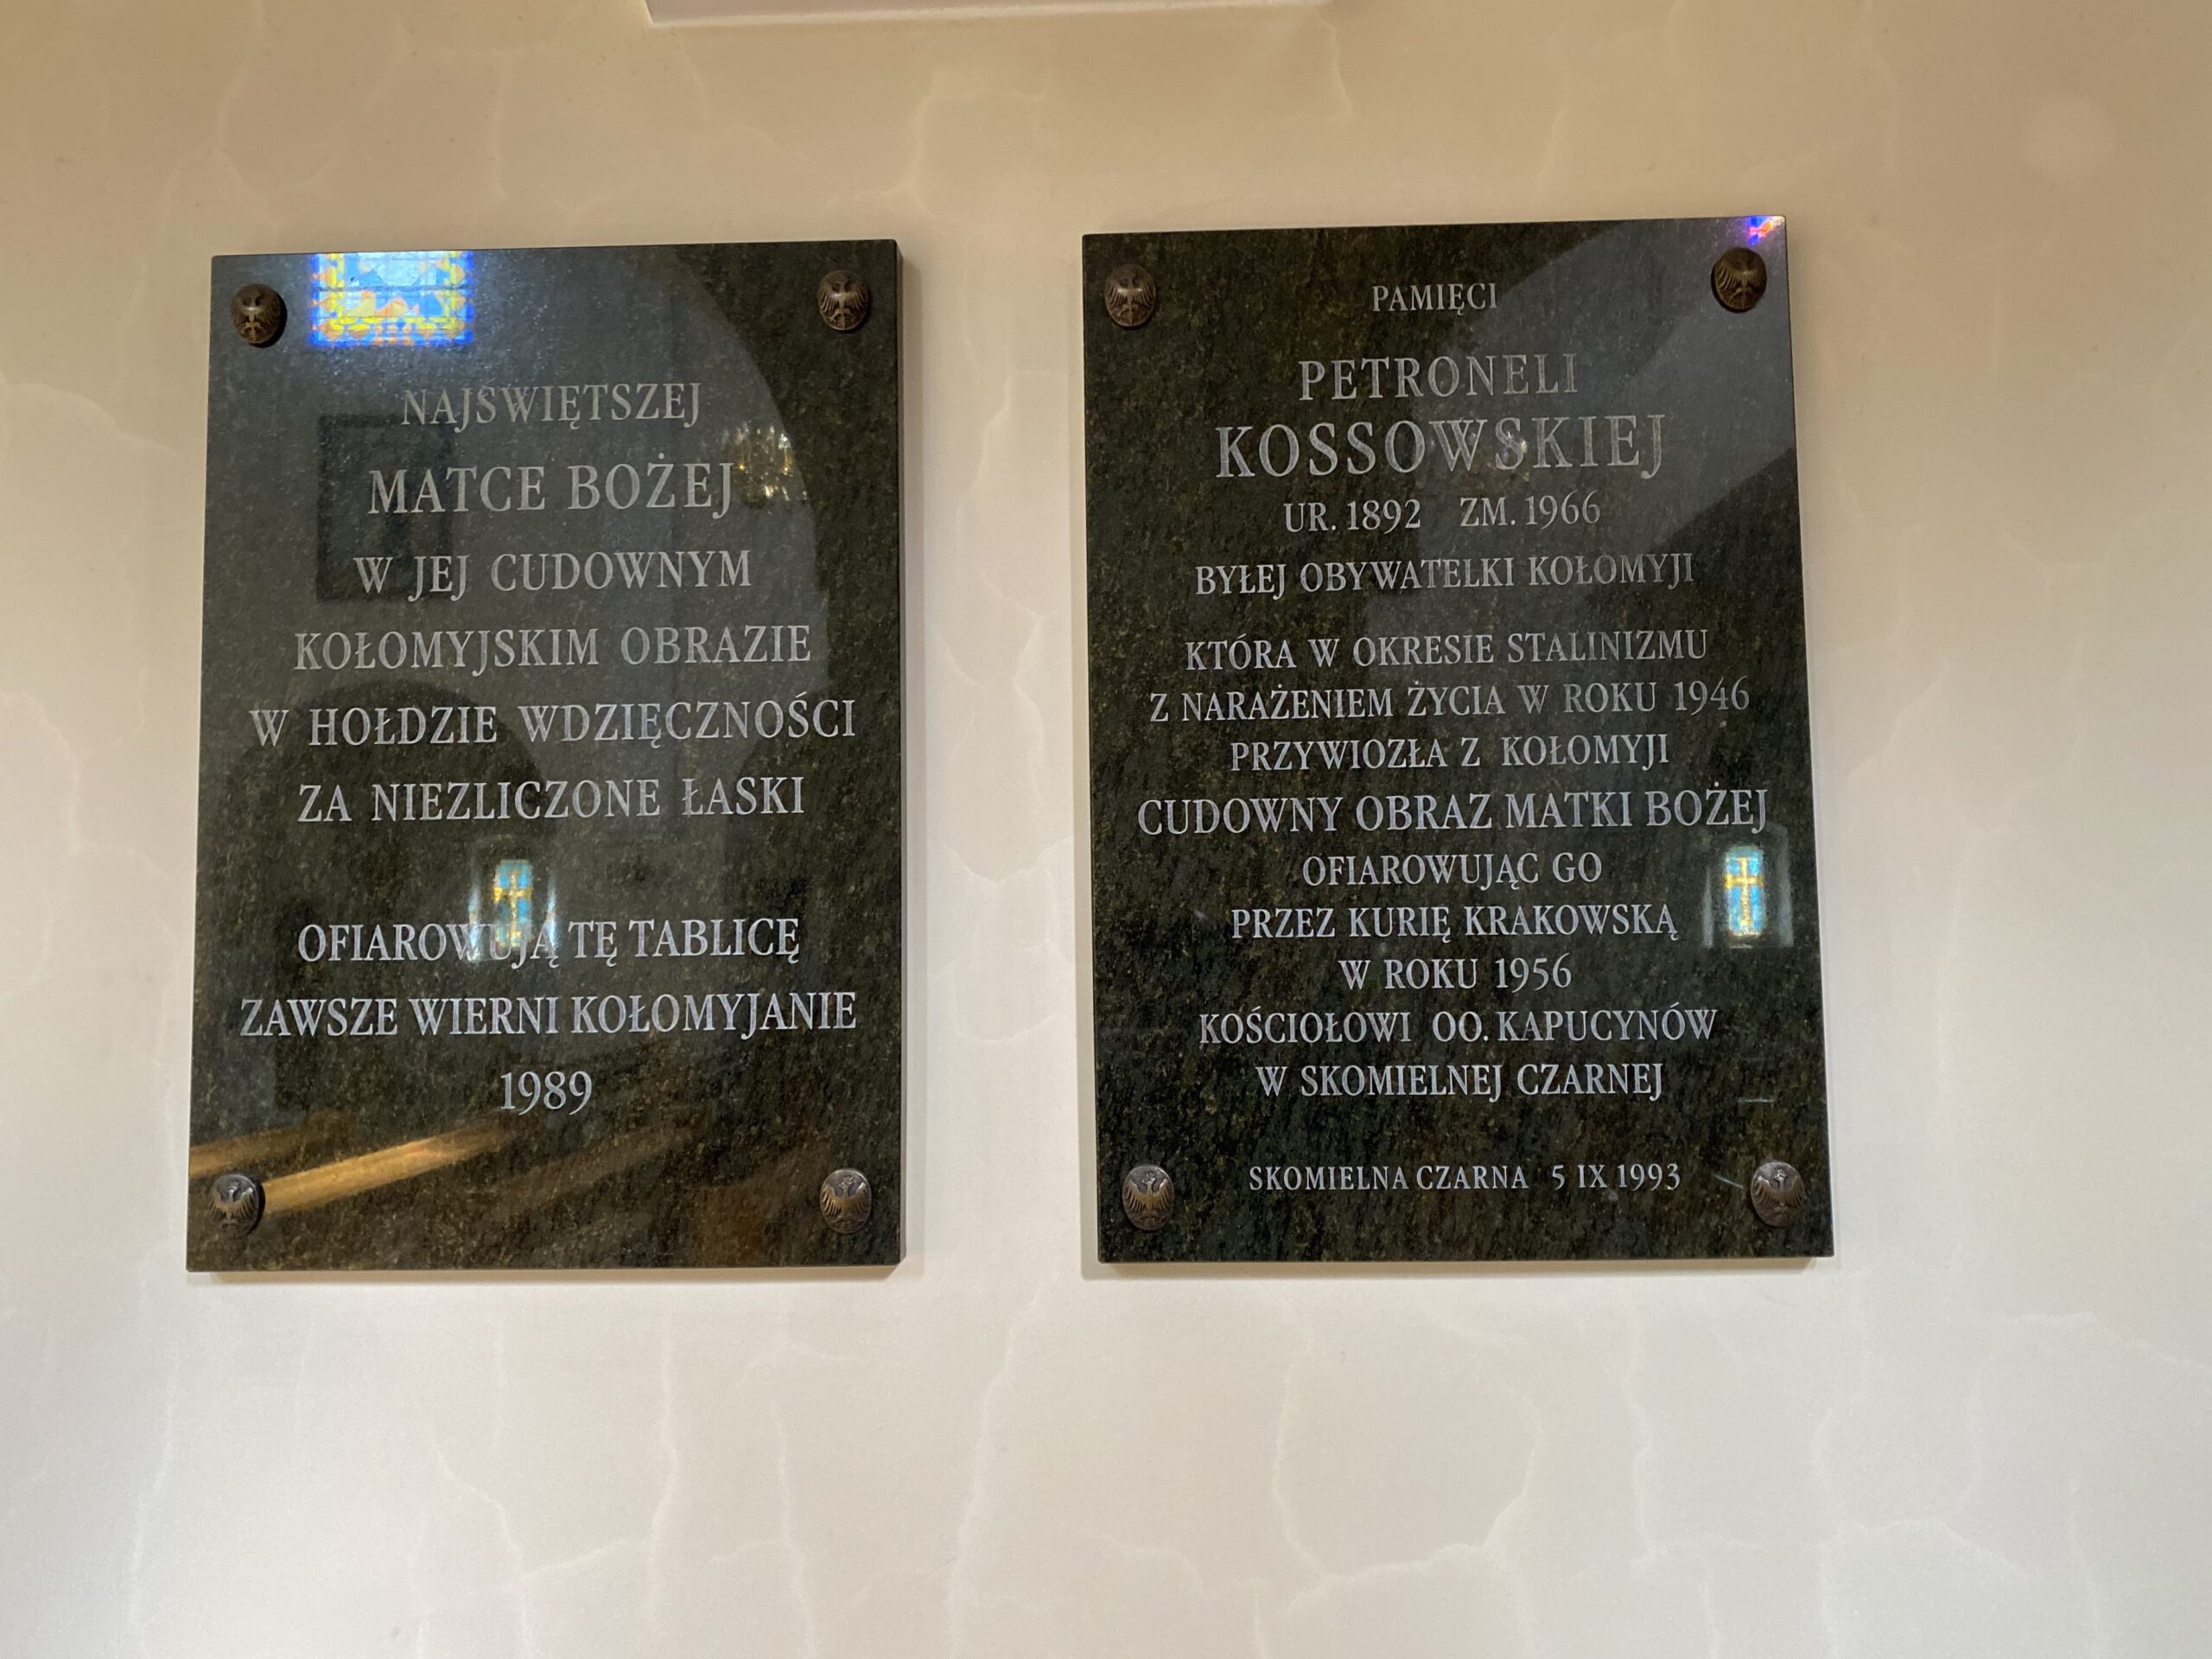 NAJŚWIĘTSZEJ
MATCE BOŻEJ
W JEJ CUDOWNYM
KOŁOMYJSKIM OBRAZIE
W HOŁDZIE WDZIĘCZNOŚCI
ZA NIEZLICZONE ŁASKI
OFIAROWUJĄ TĘ TABLICĘ
ZAWSZE WIERNI KOŁOMYJANIE
1989
PAMIĘCI
PETRONELI
KOSSOWSKIEJ
UR. 1892 ZM. 1966
BYŁEJ OBYWATELKI KOŁOMYJI
KTÓRA W OKRESIE STALINIZMU
Z NARAŻENIEM ŻYCIA W ROKU 1946
PRZYWIOZŁA Z KOŁOMYJI
CUDOWNY OBRAZ MATKI BOŻEJ
OFIAROWUJĄC GO
PRZEZ KURIĘ KRAKOWSKĄ
W ROKU 1956
KOŚCIOŁOWI OO. KAPUCYNÓW
W SKOMIELNEJ CZARNEJ
SKOMIELNA CZARNA 5 IX 1993